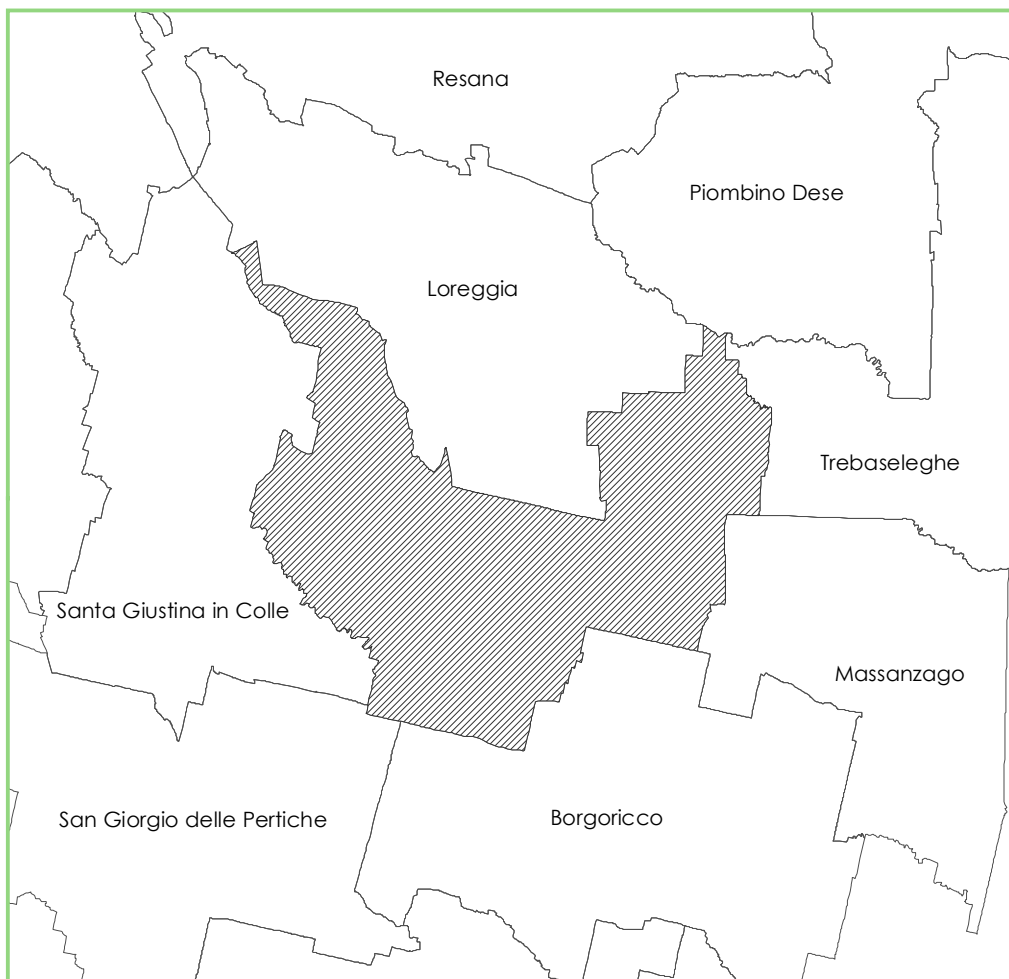 Resana
Piombino Dese
Loreggia
Trebaseleghe
Santa Giustina in Colle
Massanzago
San Giorgio delle Pertiche
Borgoricco